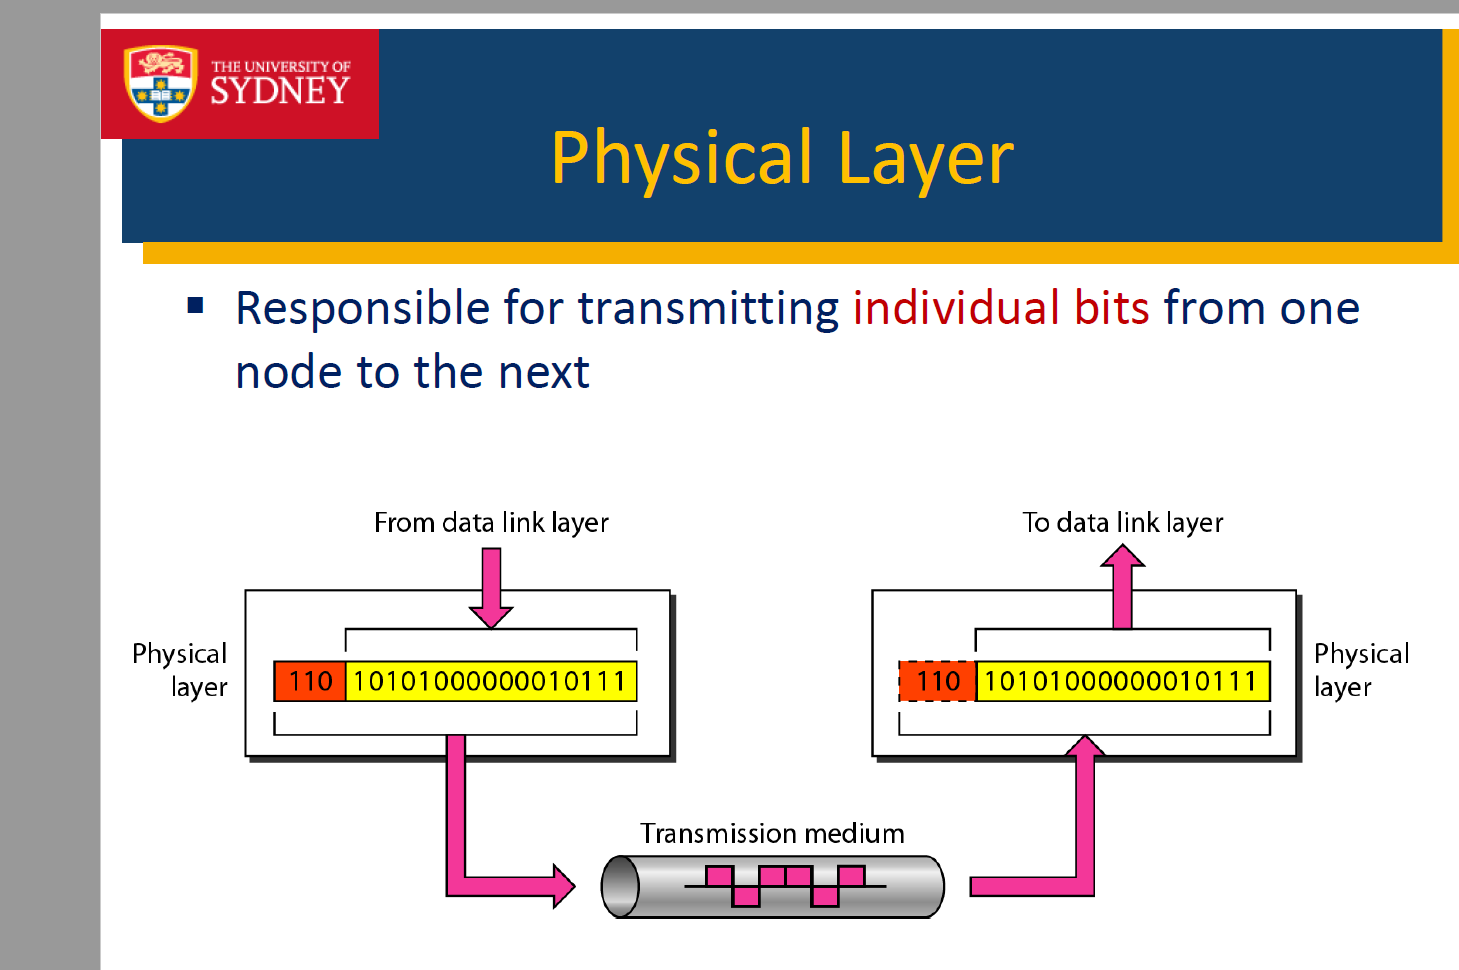 THE UNIVERSITY OF
SYDNEY
Physical Layer
Responsible for transmitting individual bits from one
node to the next
From data link layer
To data link layer
Physical
layer
110 10101000000010111
110 10101000000010111
Physical
layer
Transmission medium